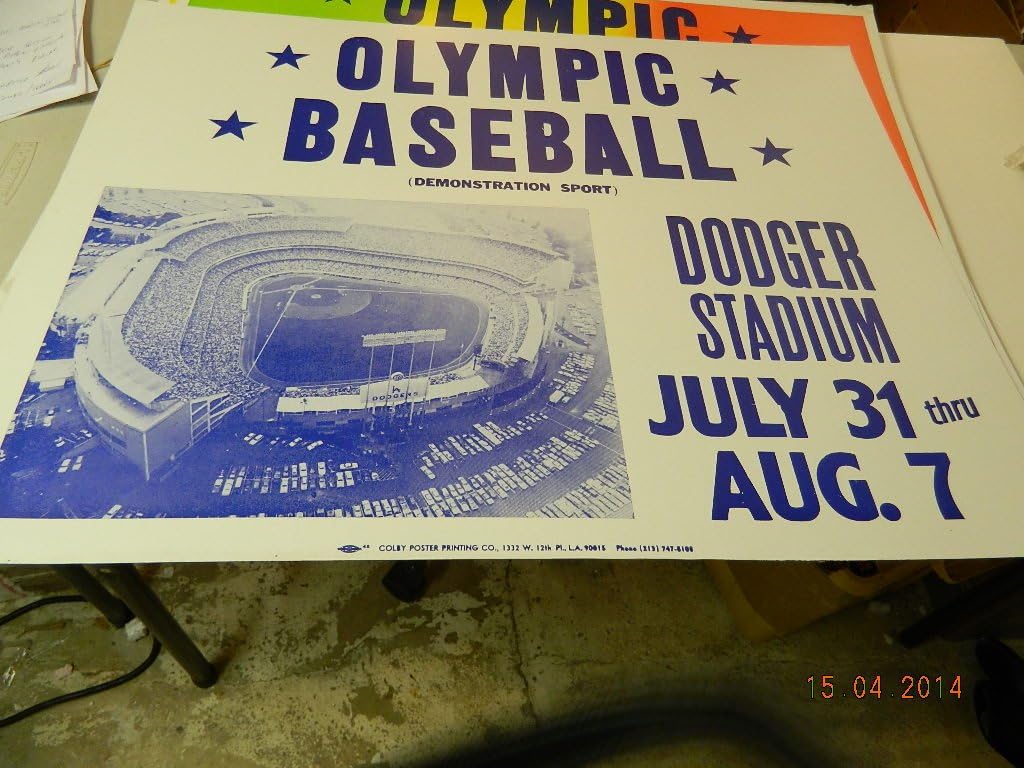 OLYMPIC
OLYMPIC
BASEBALL
(DEMONSTRATION SPORT)
DODGER
STADIUM
JULY 31 thru
AUG. 7
DODGERS
COLBY POSTER PRINTING CO., 1332 W. 12th Pl., L.A. 90015 Phone (213) 747-5108
15.04.2014